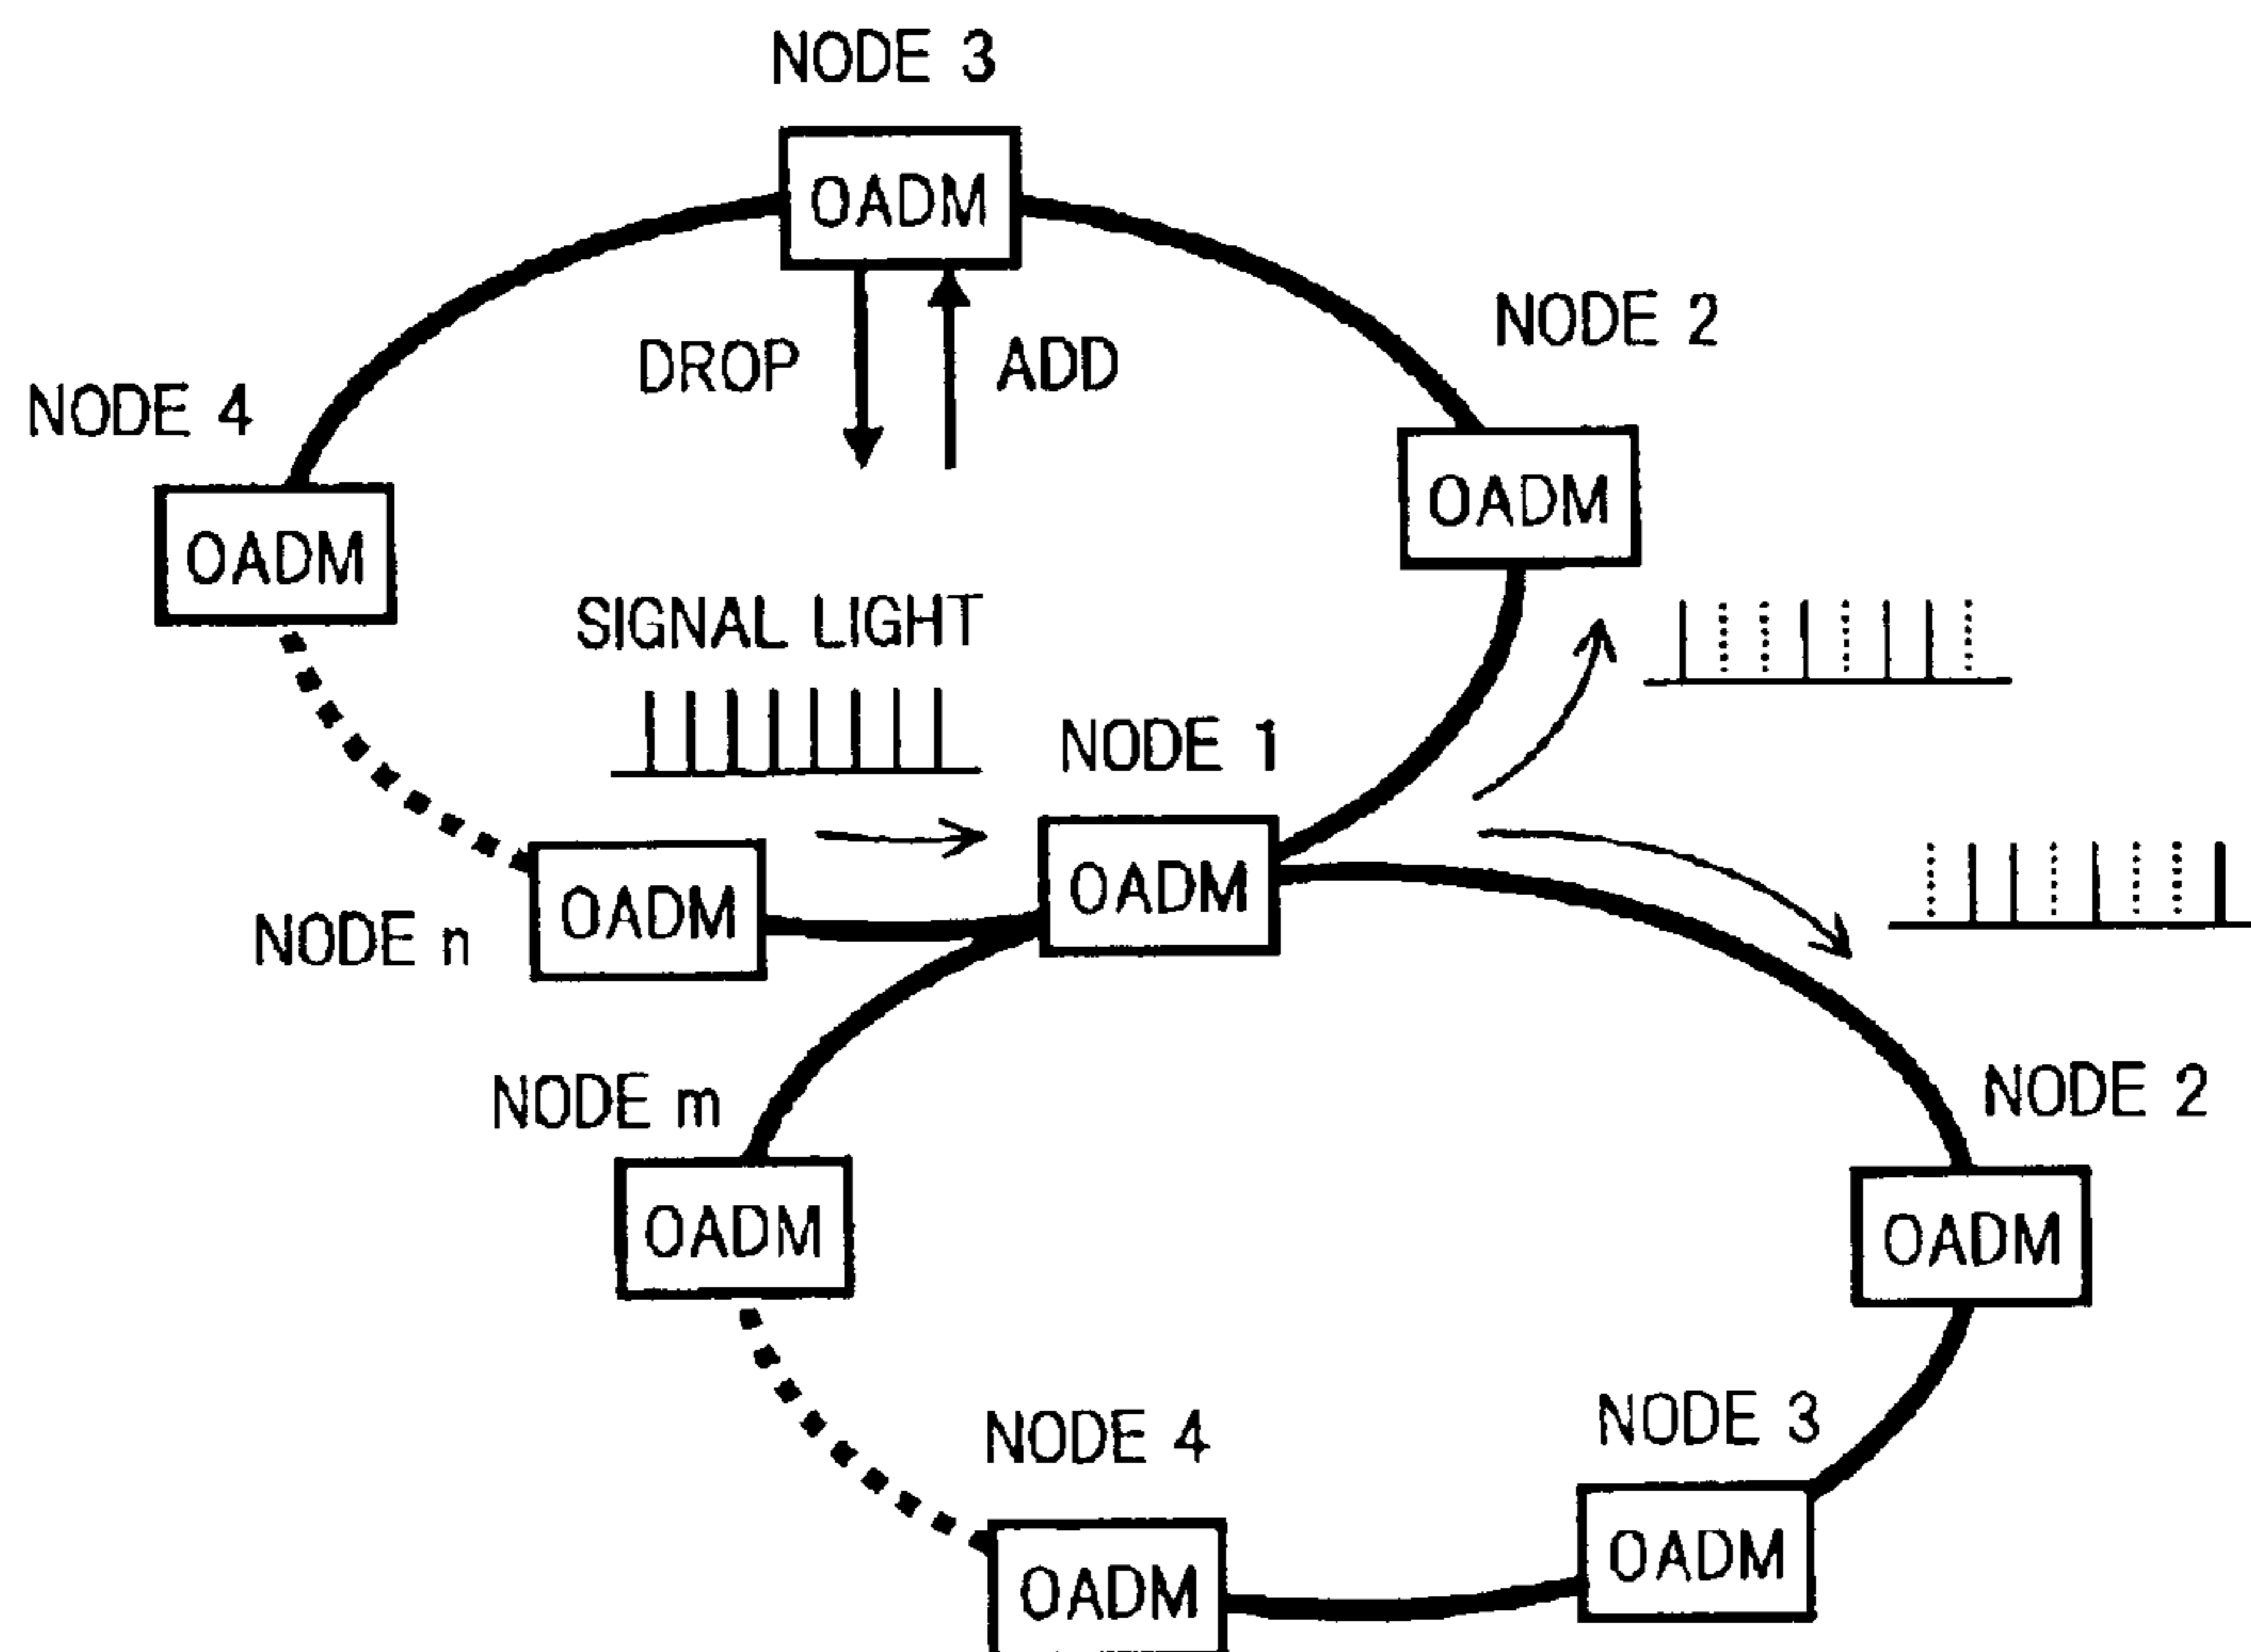 NODE 3
OADM
NODE 2
DROP
ADD
NODE 4
OADM
OADM
SIGNAL LIGHT
NODE 1
OADM
OADM
NODE n
NODE m
NODE 2
OADM
OADM
NODE 3
NODE 4
OADM
OADM